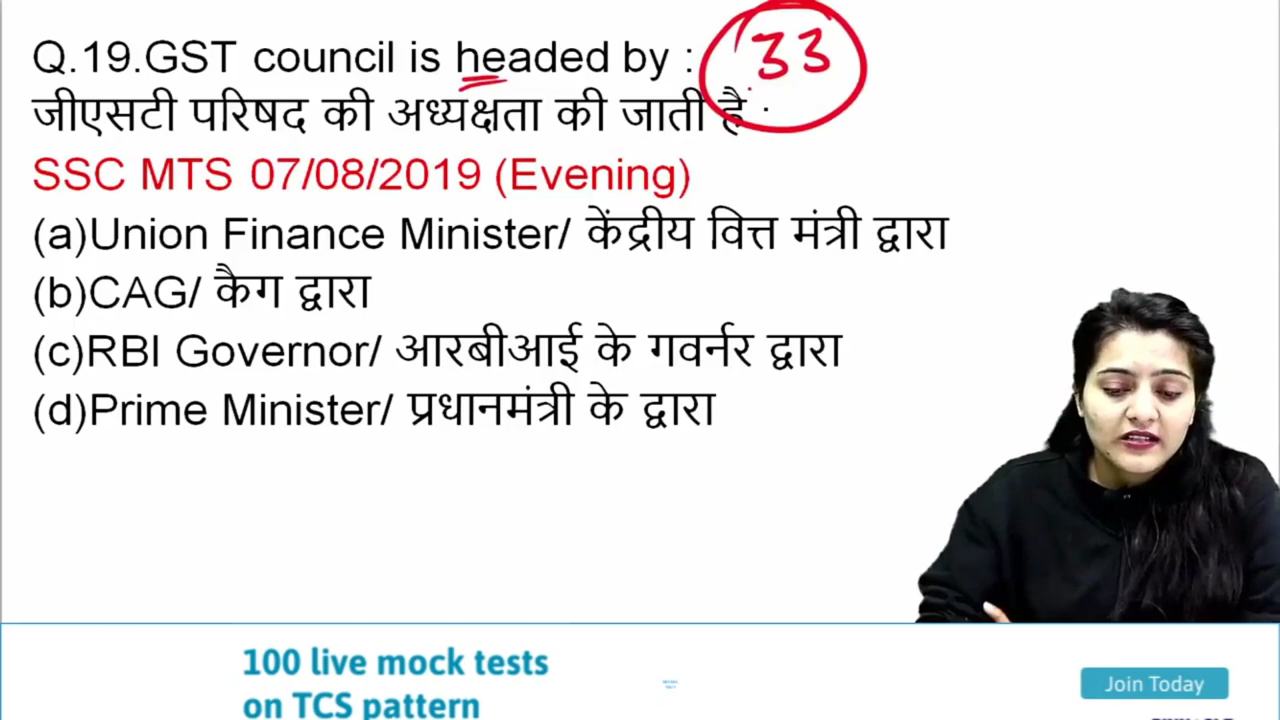 Q.19.GST council is headed by :
33
जीएसटी परिषद की अध्यक्षता की जाती है :
SSC MTS 07/08/2019 (Evening)
(a)Union Finance Minister/ केंद्रीय वित्त मंत्री द्वारा
(b)CAG/ कैग द्वारा
(c)RBI Governor/ आरबीआई के गवर्नर द्वारा
(d)Prime Minister/ प्रधानमंत्री के द्वारा
100 live mock tests
on TCS pattern
Join Today